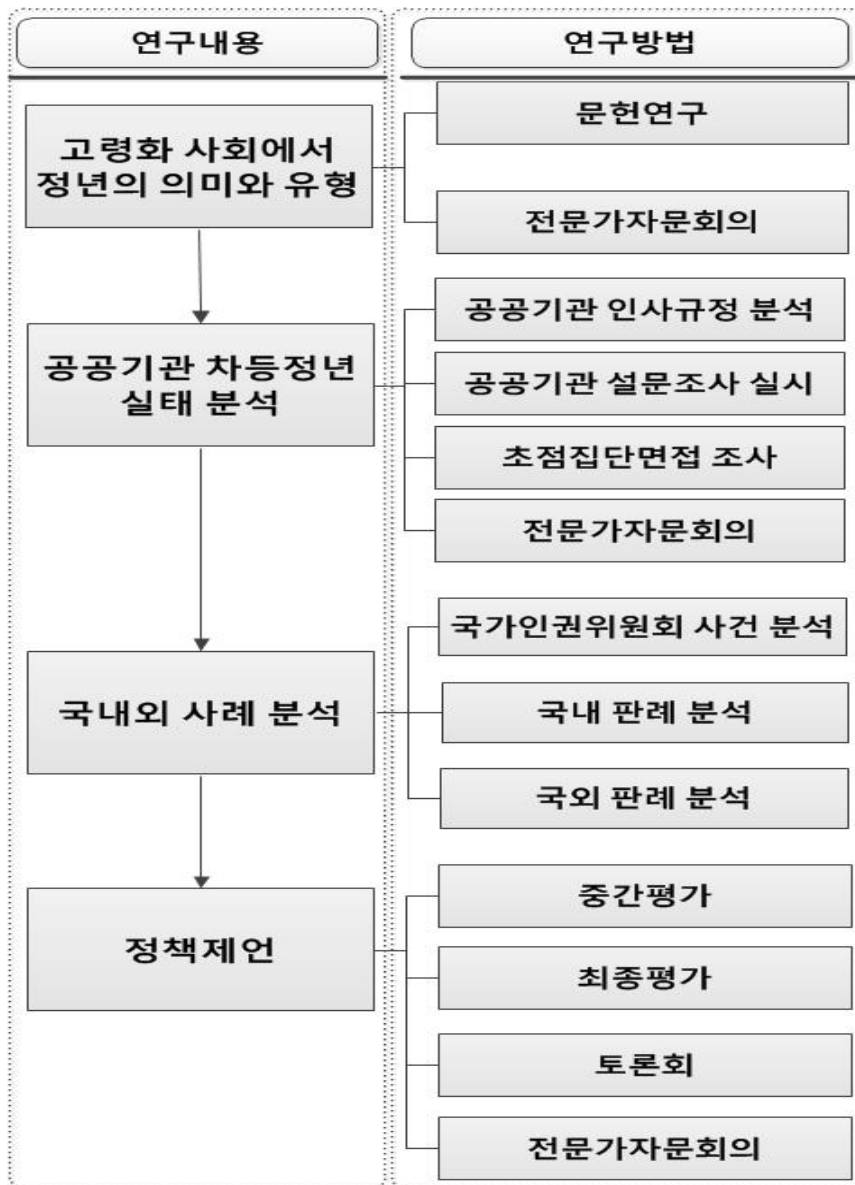 연구내용
연구방법
고령화 사회에서
정년의 의미와 유형
문헌연구
전문가자문회의
공공기관 차등정년
실태 분석
공공기관 인사규정 분석
공공기관 설문조사 실시
초점집단면접 조사
전문가자문회의
국내외 사례 분석
국가인권위원회 사건 분석
국내 판례 분석
국외 판례 분석
정책제언
중간평가
최종평가
토론회
전문가자문회의